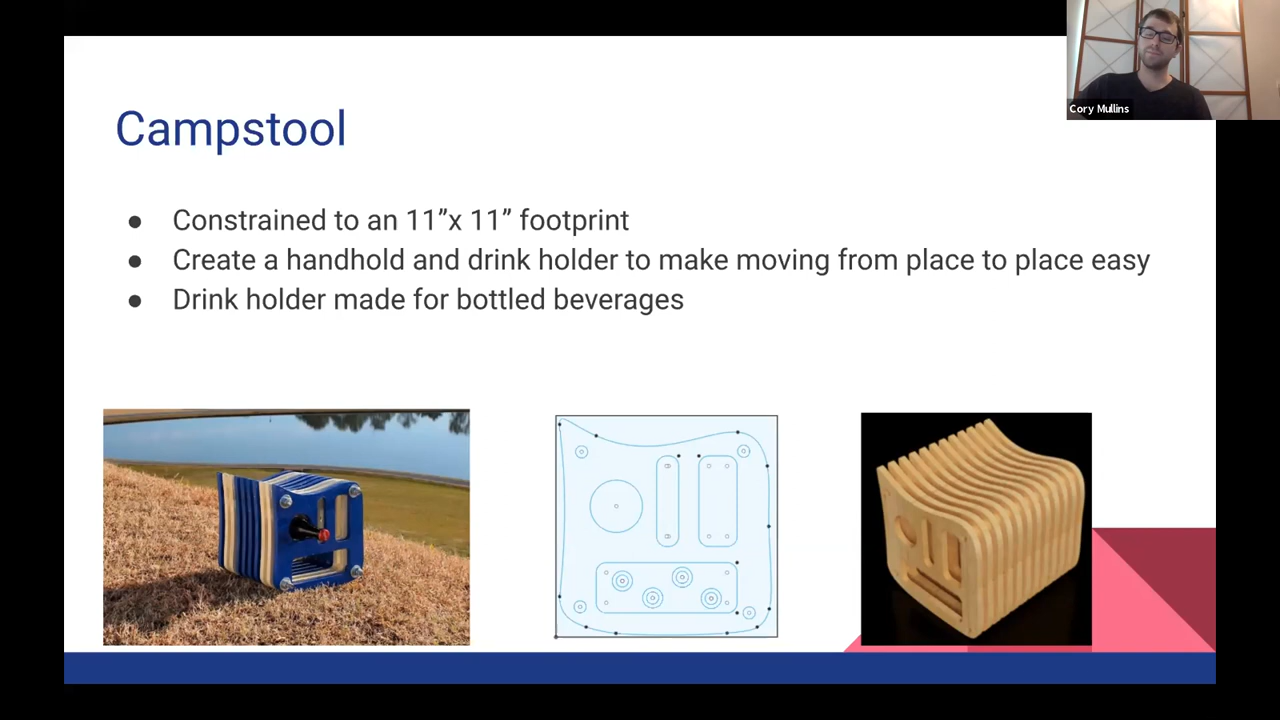 Cory Mullins
Campstool
● Constrained to an 11”x 11” footprint
● Create a handhold and drink holder to make moving from place to place easy
● Drink holder made for bottled beverages